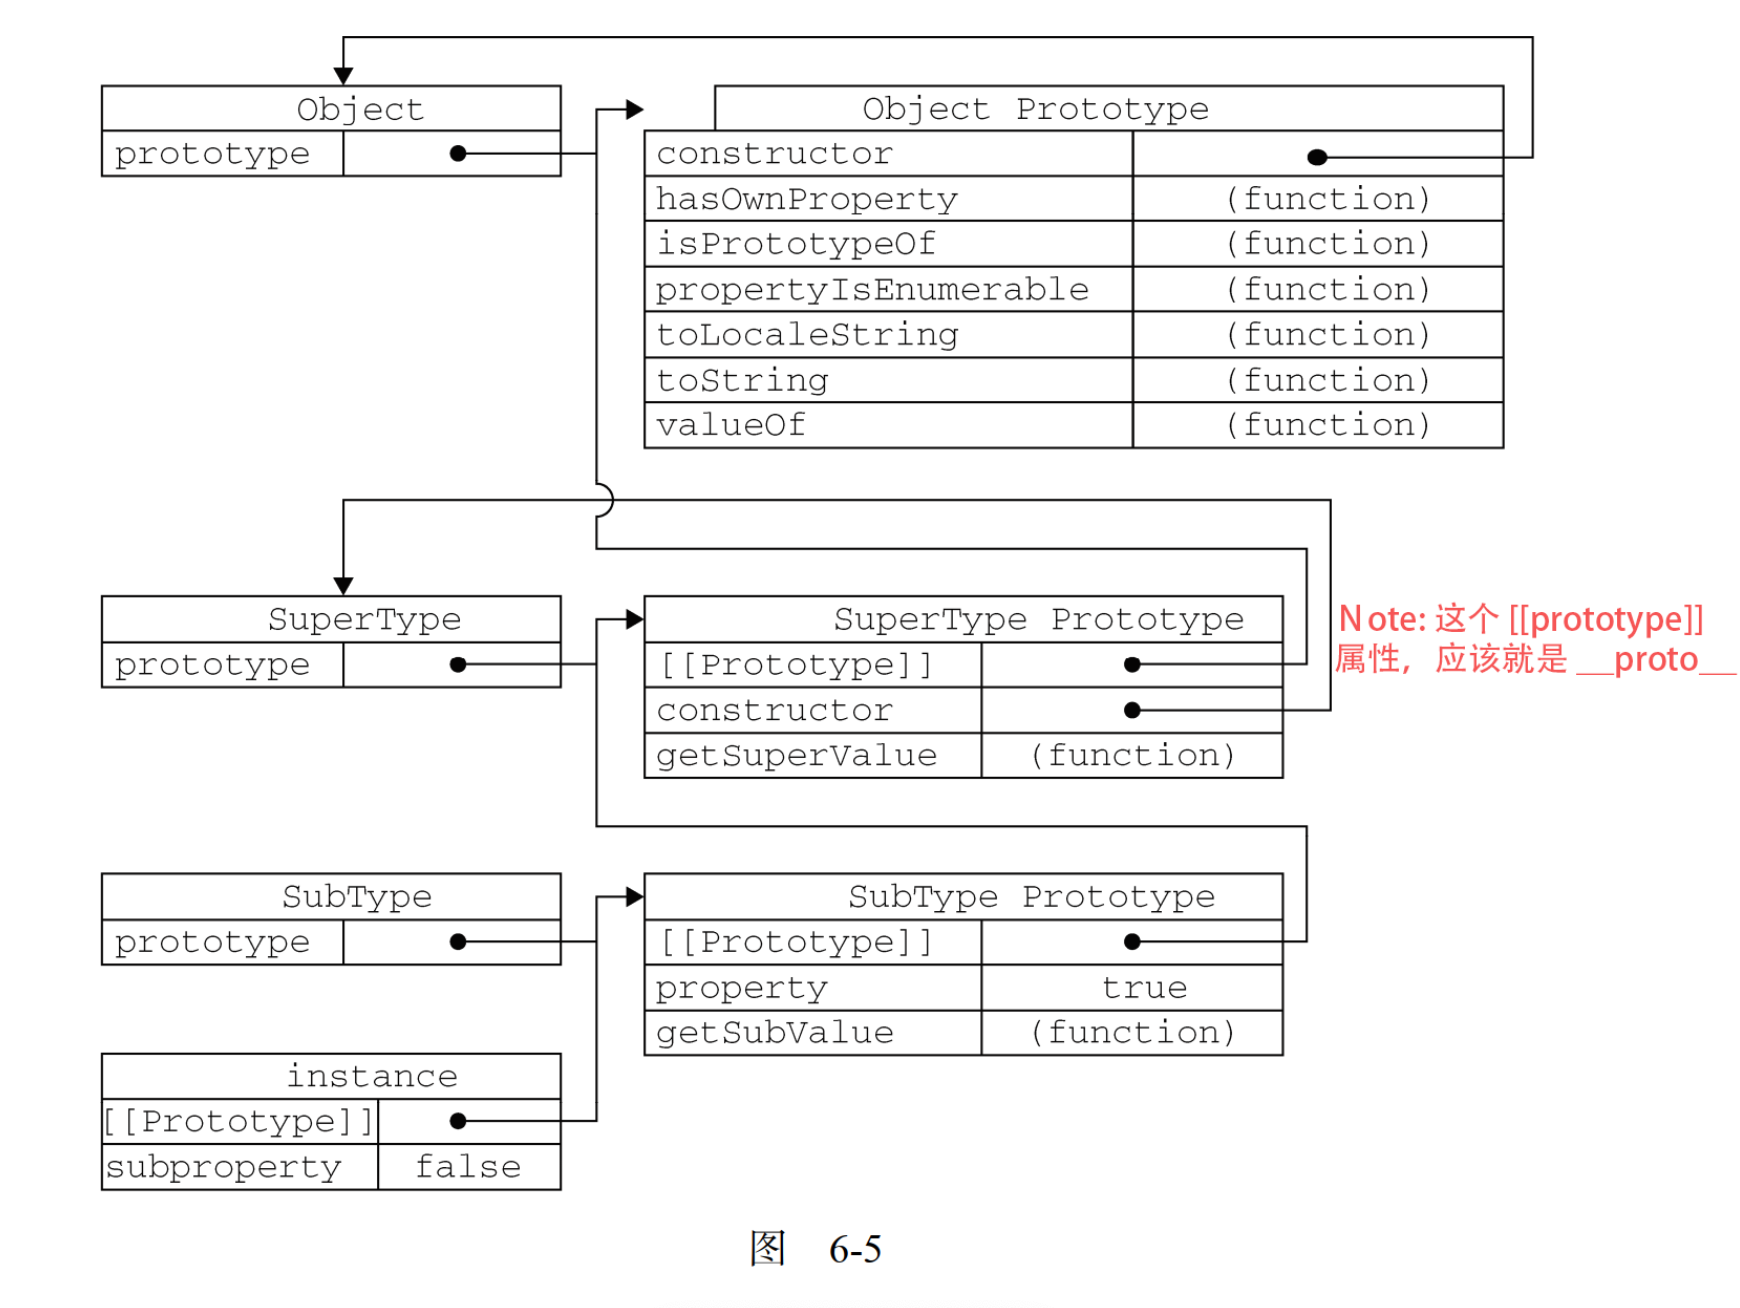 Object
prototype
Object Prototype
constructor
hasOwnProperty (function)
isPrototypeOf (function)
propertyIsEnumerable (function)
toLocaleString (function)
toString (function)
valueOf (function)
SuperType
prototype
SuperType Prototype
[[Prototype]]
constructor
getSuperValue (function)
Note: 这个 [[prototype]]
属性， 应该就是 __proto__
SubType
prototype
SubType Prototype
[[Prototype]]
property true
getSubValue (function)
instance
[[Prototype]]
subproperty false
图 6-5